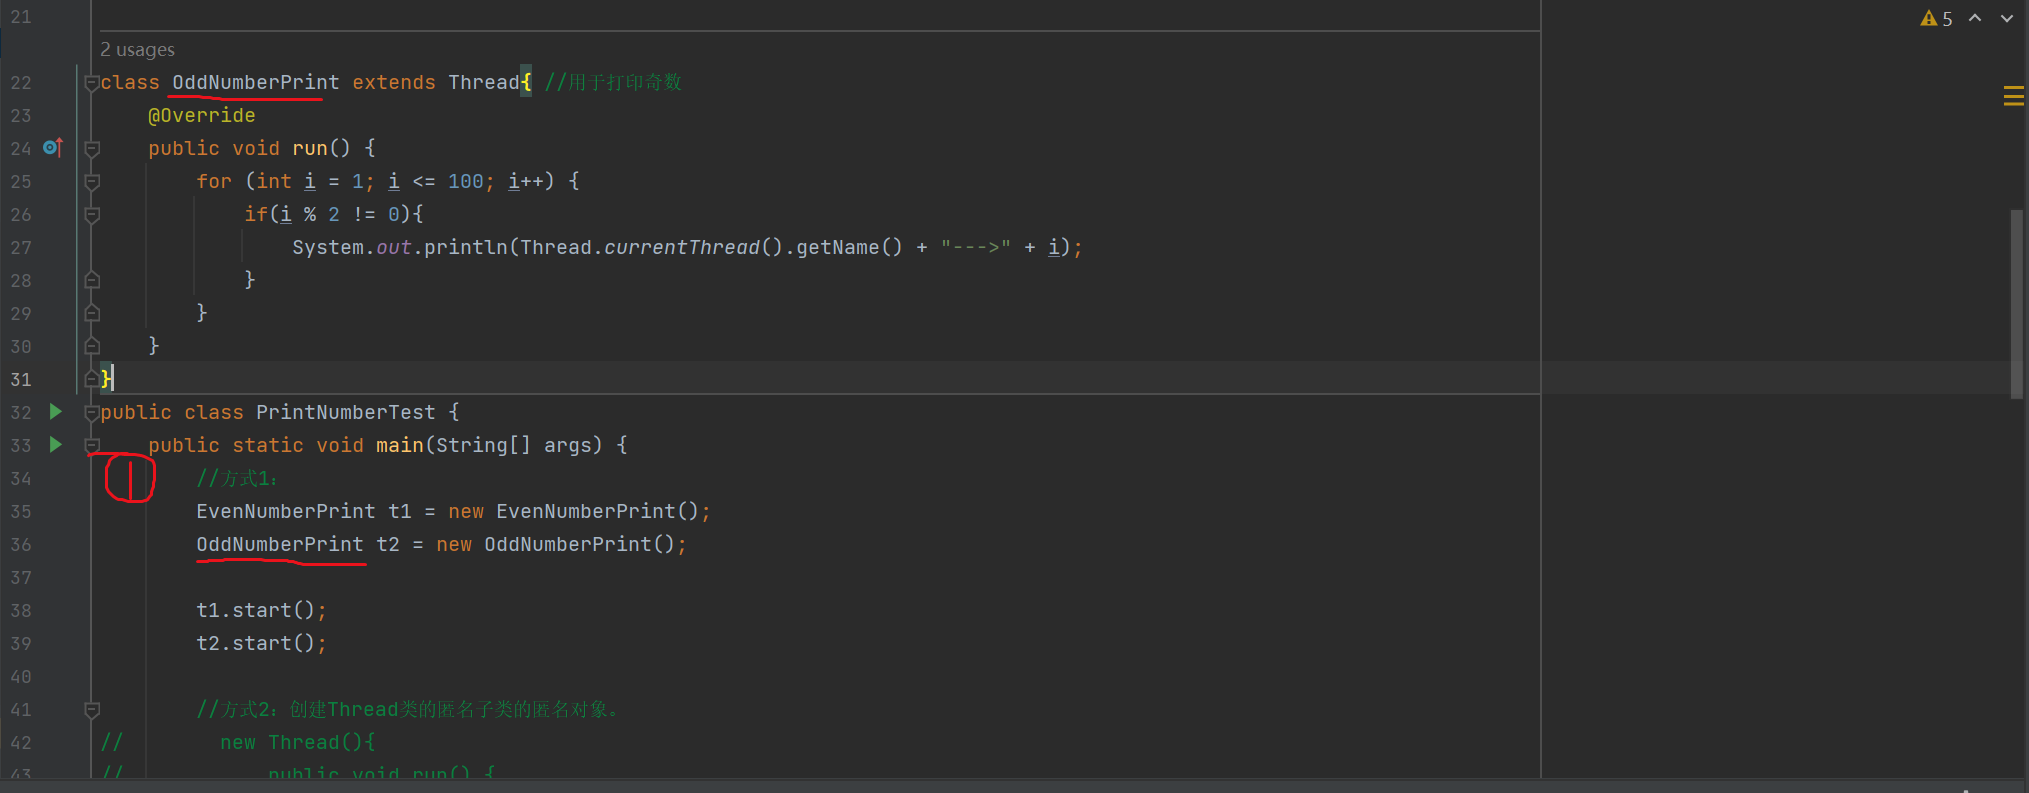 21
5
2 usages
22 class OddNumberPrint extends Thread{ //用于打印奇数
23 @Override
24 public void run() {
25 for (int i = 1; i <= 100; i++) {
26 if(i % 2 != 0){
27 System.out.println(Thread.currentThread().getName() + "--->" + i);
28 }
29 }
30 }
31 }
32 public class PrintNumberTest {
33 public static void main(String[] args) {
34 //方式1：
35 EvenNumberPrint t1 = new EvenNumberPrint();
36 OddNumberPrint t2 = new OddNumberPrint();
37
38 t1.start();
39 t2.start();
40
41 //方式2：创建Thread类的匿名子类的匿名对象。
42 // new Thread(){
43 // public void run() {